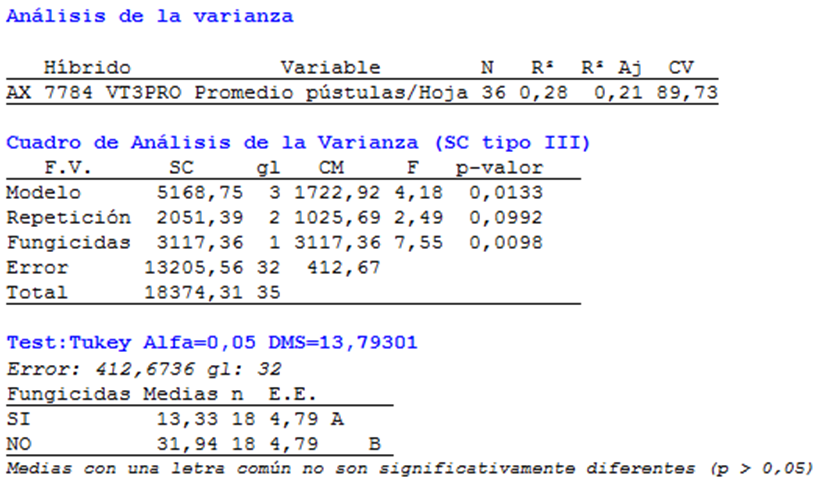 Análisis de la varianza
Híbrido Variable N R² R² Aj CV
AX 7784 VT3PRO Promedio pústulas/Hoja 36 0,28 0,21 89,73
Cuadro de Análisis de la Varianza (SC tipo III)
F.V. SC gl CM F p-valor
Modelo 5168,75 3 1722,92 4,18 0,0133
Repetición 2051,39 2 1025,69 2,49 0,0992
Fungicidas 3117,36 1 3117,36 7,55 0,0098
Error 13205,56 32 412,67
Total 18374,31 35
Test:Tukey Alfa=0,05 DMS=13,79301
Error: 412,6736 gl: 32
Fungicidas Medias n E.E.
SI 13,33 18 4,79 A
NO 31,94 18 4,79 B
Medias con una letra común no son significativamente diferentes (p > 0,05)